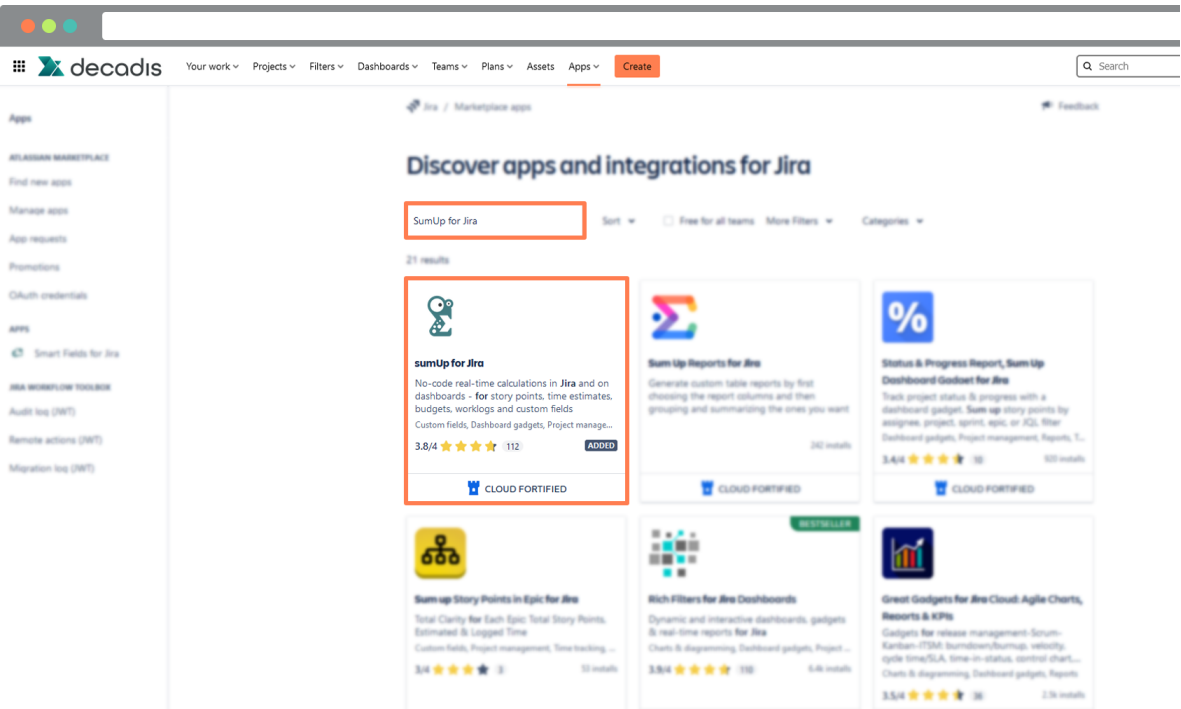 decadis
Your work Projects Filters Dashboards Teams Plans Assets Apps Create Search
Jira / Marketplace apps Feedback
Apps
ATLASSIAN MARKETPLACE
Find new apps
Manage apps
App requests
Promotions
OAuth credentials
APPS
Smart Fields for Jira
JIRA WORKFLOW TOOLBOX
Audit log (JWT)
Remote actions (JWT)
Migration log (JWT)
Discover apps and integrations for Jira
SumUp for Jira Sort Free for all teams More Filters Categories
21 results
sumUp for Jira
No-code real-time calculations in Jira and on
dashboards - for story points, time estimates,
budgets, worklogs and custom fields
Custom fields, Dashboard gadgets, Project manage...
3.8/4 112 ADDED
CLOUD FORTIFIED
Sum Up Reports for Jira
Generate custom table reports by first
choosing the report columns and then
grouping and summarizing the ones you want
242 installs
CLOUD FORTIFIED
%
Status & Progress Report, Sum Up
Dashboard Gadget for Jira
Track project status & progress with a
dashboard gadget. Sum up story points by
assignee, project, sprint, epic, or JQL filter
Dashboard gadgets, Project management, Reports, T...
3.4/4 10 920 installs
CLOUD FORTIFIED
Sum up Story Points in Epic for Jira
Total Clarity for Each Epic: Total Story Points,
Estimated & Logged Time
Custom fields, Project management, Time tracking, ...
3/4 3 installs
BESTSELLER
Rich Filters for Jira Dashboards
Dynamic and interactive dashboards, gadgets
& real-time reports for Jira
Charts & diagramming, Dashboard gadgets, Project ...
3.9/4 110 6.4k installs
Great Gadgets for Jira Cloud: Agile Charts,
Reports & KPIs
Gadgets for release management-Scrum-
Kanban-ITSM: burndown/burnup, velocity,
cycle time/SLA, time-in-status, control chart,...
Charts & diagramming, Dashboard gadgets, Reports
3.5/4 36 2.5k installs